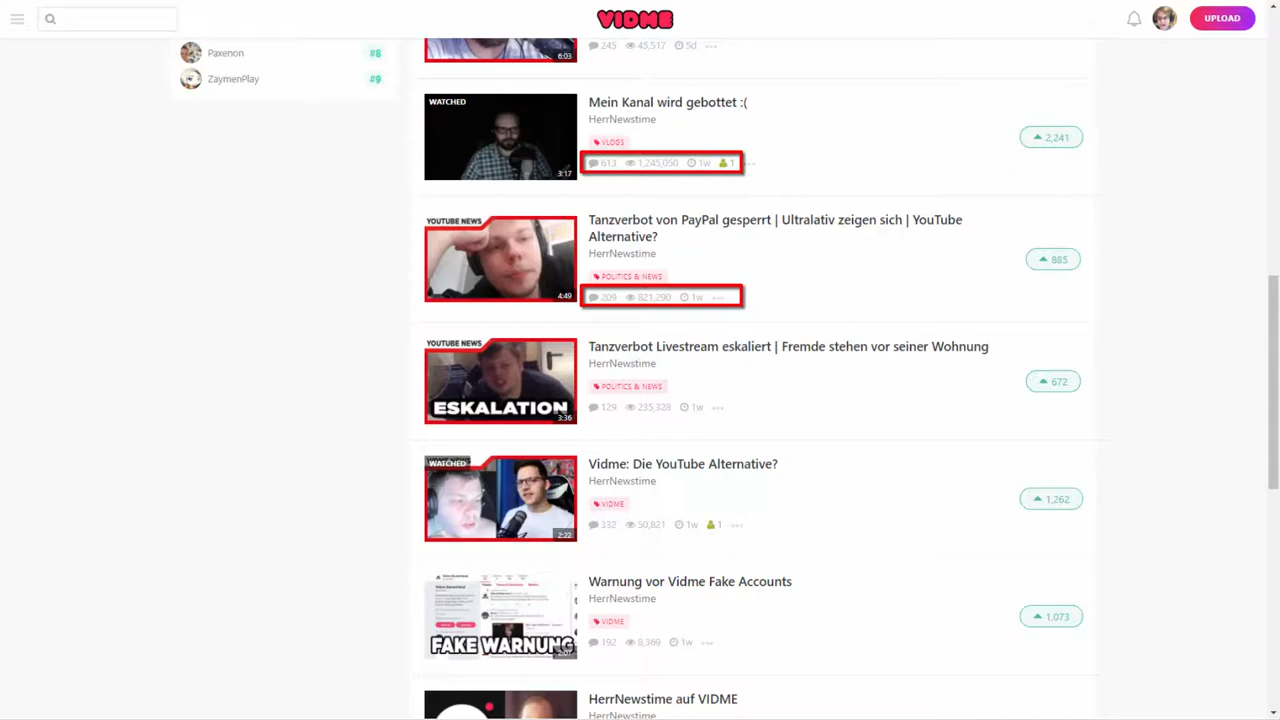 VIDME
UPLOAD
Paxenon #8
ZaymenPlay #9
6:03
245 45,517 5d
WATCHED
3:17
Mein Kanal wird gebottet :(
HerrNewstime
VLOGS
613 1,245,050 1w 1
2,241
YOUTUBE NEWS
4:49
Tanzverbot von PayPal gesperrt | Ultralativ zeigen sich | YouTube
Alternative?
HerrNewstime
POLITICS & NEWS
209 821,290 1w
885
YOUTUBE NEWS
ESKALATION
3:36
Tanzverbot Livestream eskaliert | Fremde stehen vor seiner Wohnung
HerrNewstime
POLITICS & NEWS
129 235,328 1w
672
WATCHED
2:22
Vidme: Die YouTube Alternative?
HerrNewstime
VIDME
332 50,821 1w 1
1,262
FAKE WARNUNG
Warnung vor Vidme Fake Accounts
HerrNewstime
VIDME
192 8,369 1w
1,073
HerrNewstime auf VIDME
HerrNewstime